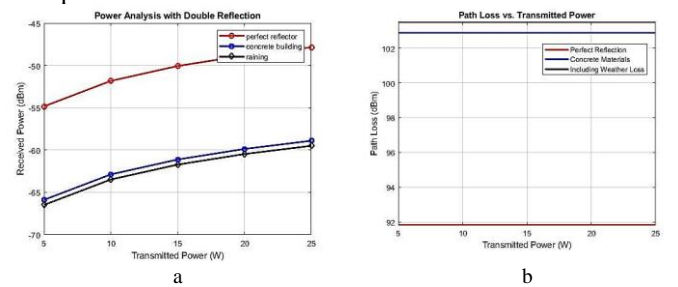 Power Analysis with Double Reflection
-45
-50
-55
-60
-65
-70
Received Power (dBm)
perfect reflector
concrete building
raining
5
10
15
20
25
Transmitted Power (W)
a
Path Loss vs. Transmitted Power
102
100
98
96
94
92
Path Loss (dBm)
Perfect Reflection
Concrete Materials
Including Weather Loss
5
10
15
20
25
Transmitted Power (W)
b